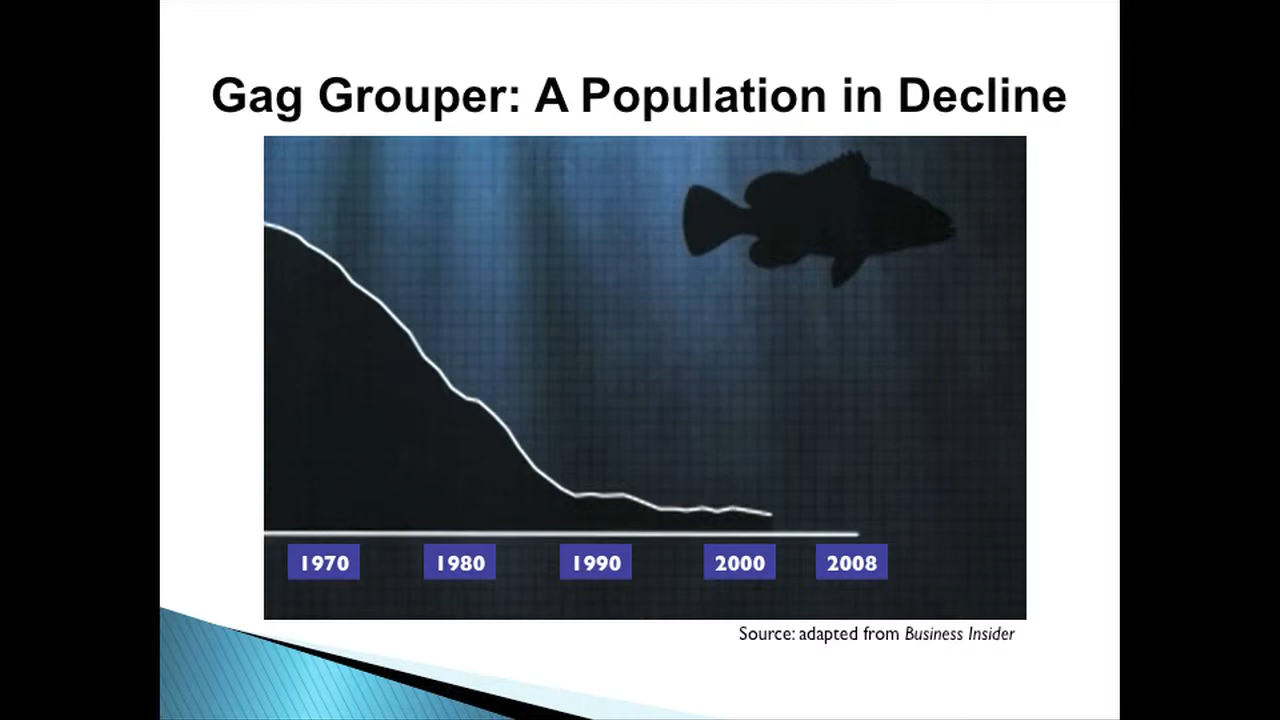 Gag Grouper: A Population in Decline
1970 1980 1990 2000 2008
Source: adapted from Business Insider